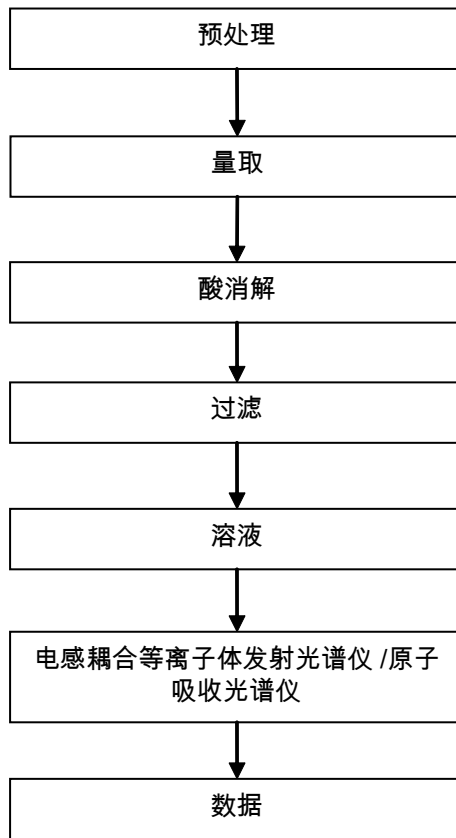 预处理
量取
酸消解
过滤
溶液
电感耦合等离子体发射光谱仪 /原子
吸收光谱仪
数据